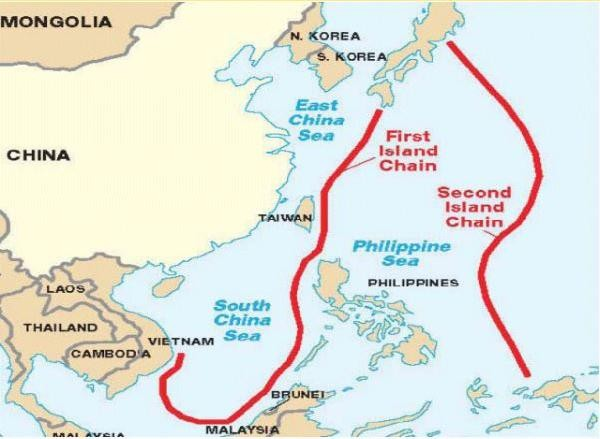 MONGOLIA
N. KOREA
S. KOREA
East
China
Sea
First
Island
Chain
CHINA
Second
Island
Chain
TAIWAN
Philippine
Sea
PHILIPPINES
LAOS
South
China
Sea
THAILAND
VIETNAM
CAMBODIA
BRUNEI
MALAYSIA
MALAYSIA